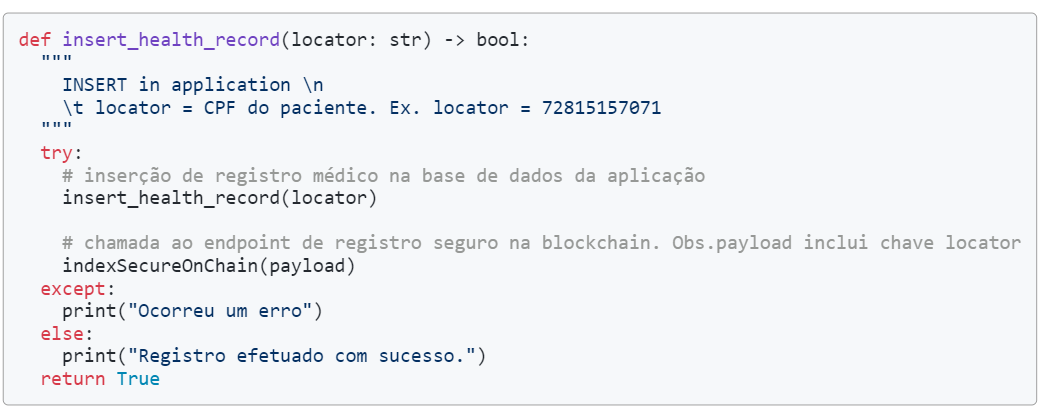 def insert_health_record(locator: str) -> bool:
"""
INSERT in application \n
\t locator = CPF do paciente. Ex. locator = 72815157071
"""
try:
# inserção de registro médico na base de dados da aplicação
insert_health_record(locator)
# chamada ao endpoint de registro seguro na blockchain. Obs.payload inclui chave locator
indexSecureOnChain(payload)
except:
print("Ocorreu um erro")
else:
print("Registro efetuado com sucesso.")
return True